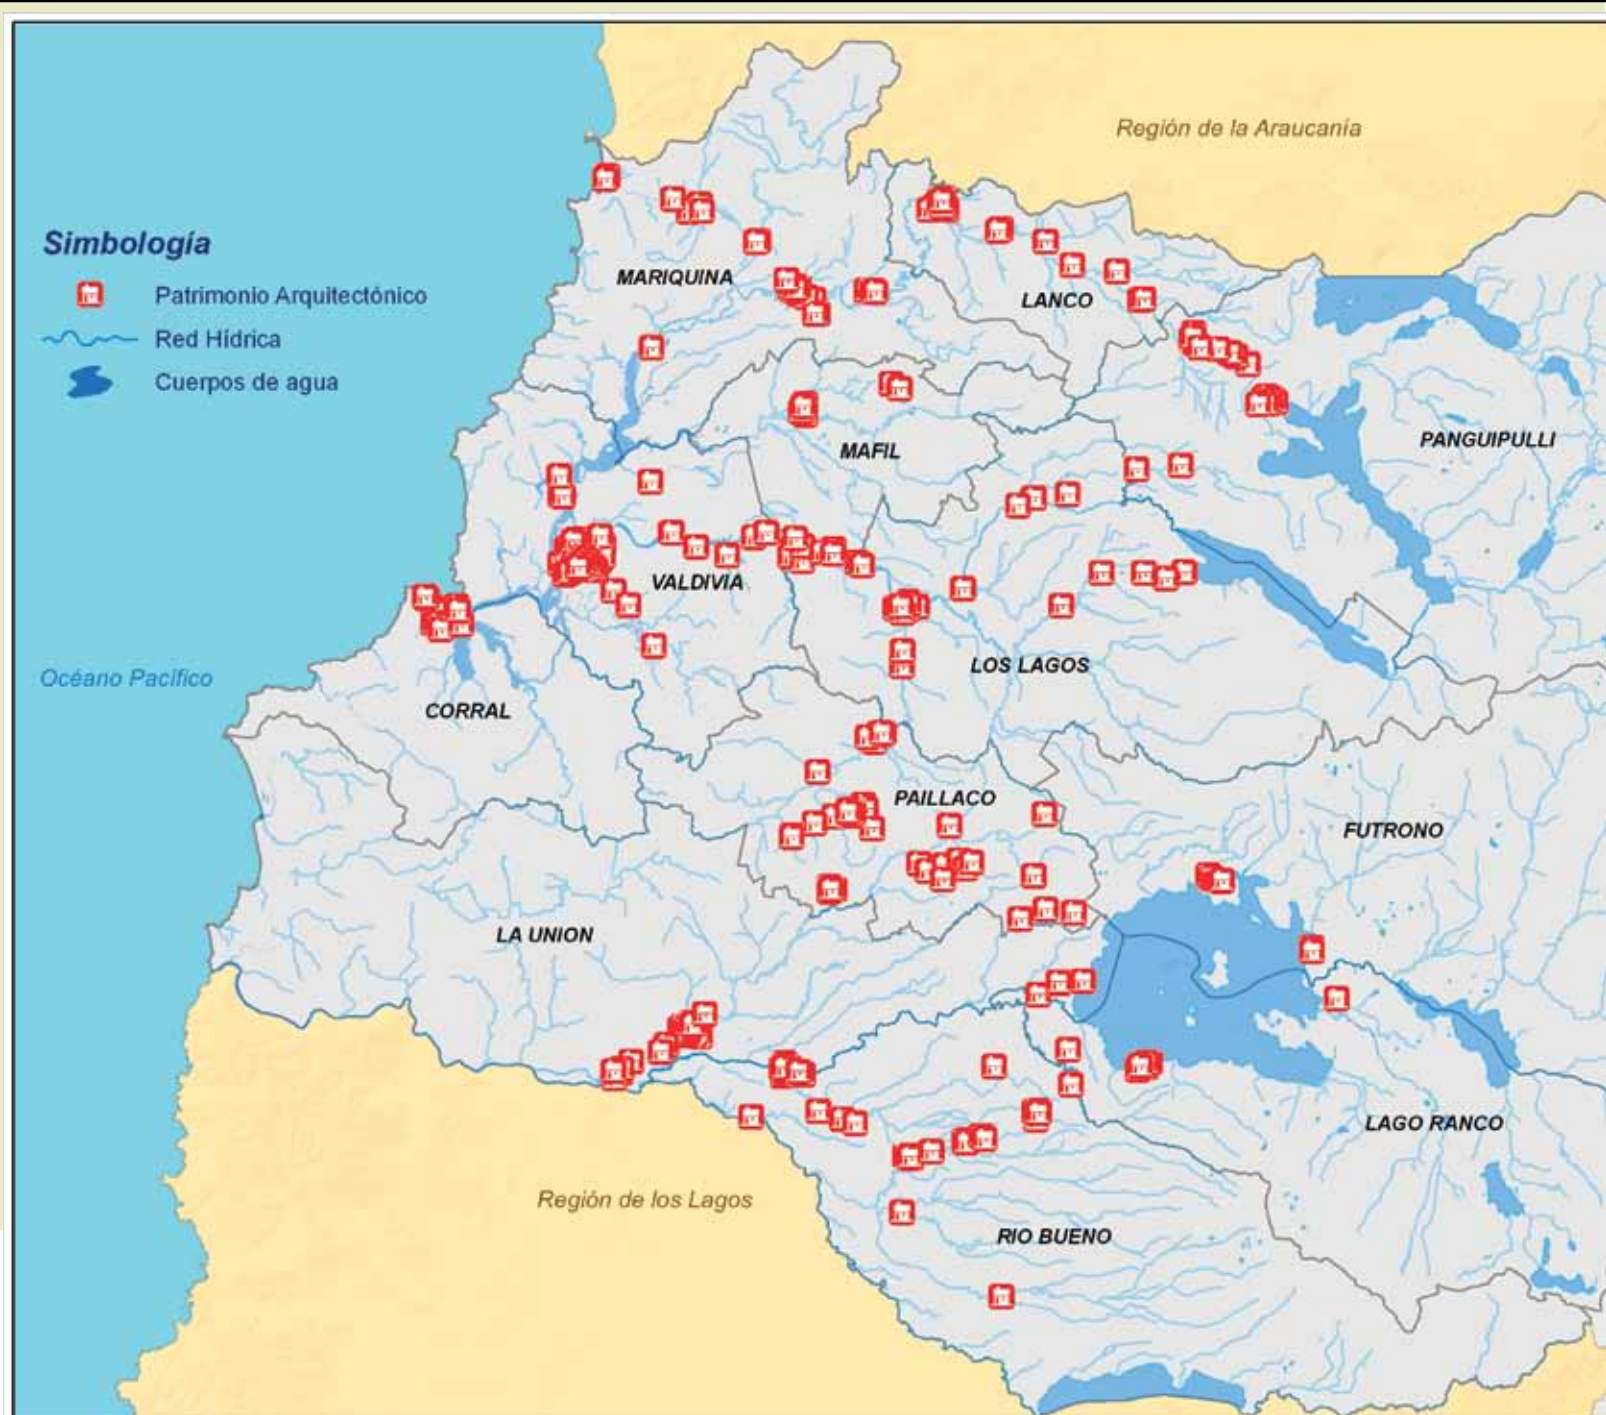 Región de la Araucanía
Simbología
Patrimonio Arquitectónico
Red Hídrica
Cuerpos de agua
MARIQUINA
LANCO
PANGUIPULLI
MAFIL
VALDIVIA
LOS LAGOS
Océano Pacífico
CORRAL
PAILLACO
FUTRONO
LA UNION
LAGO RANCO
Región de los Lagos
RIO BUENO